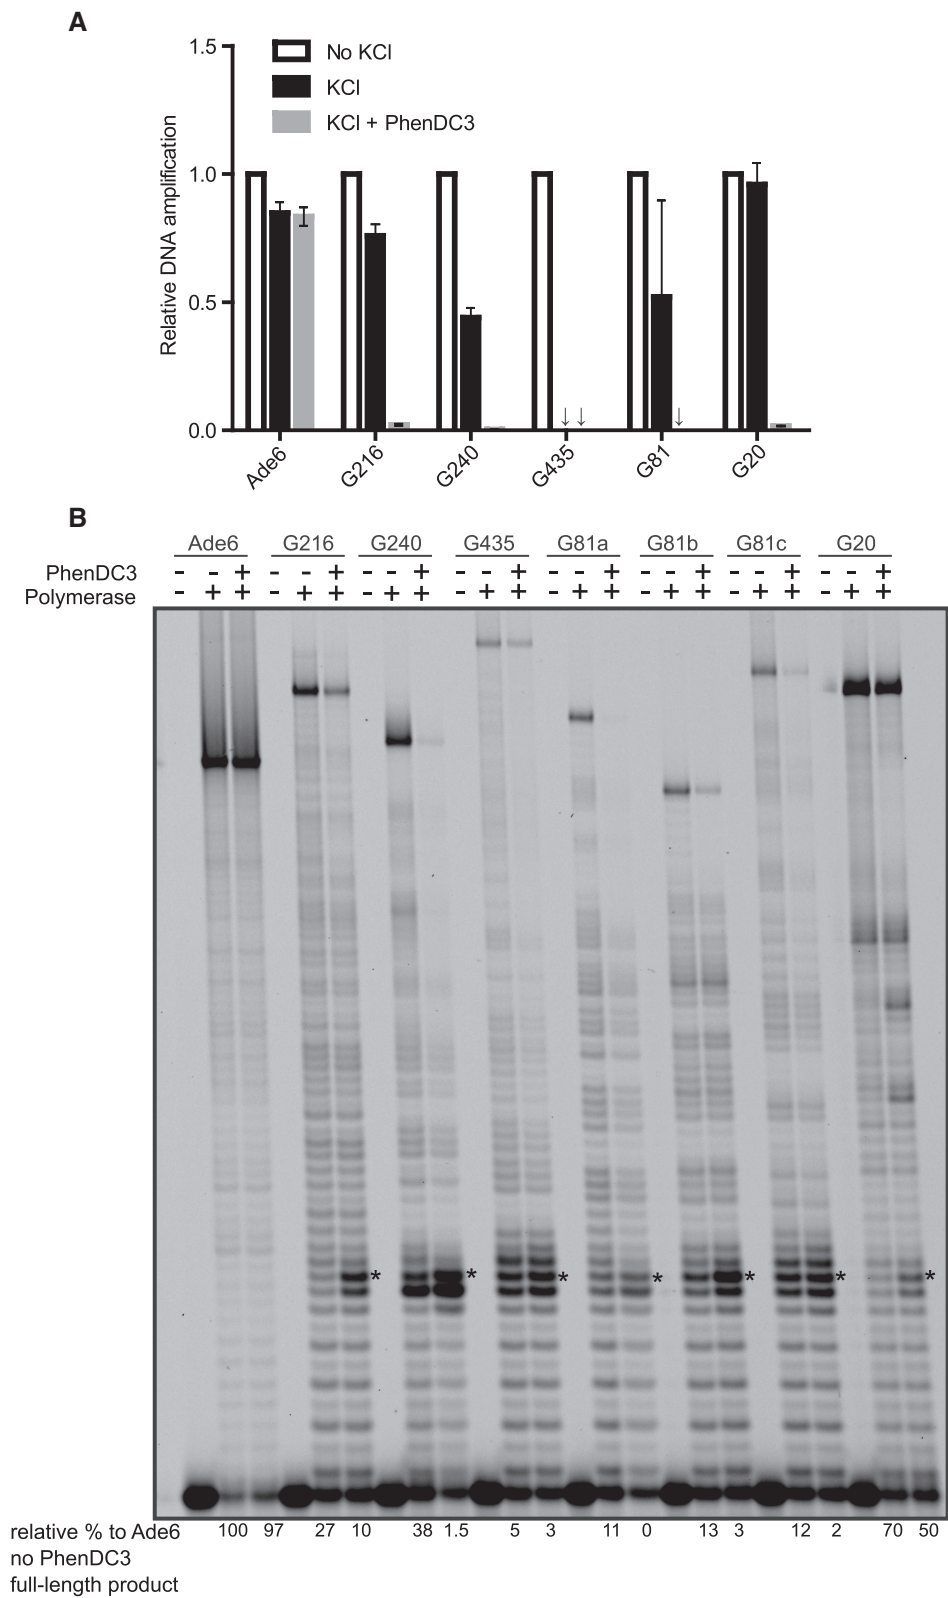 A
1.5
1.0
0.5
0.0
Relative DNA amplification
No KCl
KCl
KCl + PhenDC3
↓↓ ↓
Ade6 G216 G240 G435 G81 G20
B
Ade6 G216 G240 G435 G81a G81b G81c G20
PhenDC3 - - + - - + - - + - - + - - + - - + - - + - - +
Polymerase - + + - + + - + + - + + - + + - + + - + + - + +
* * * * * * *
relative % to Ade6 100 97 27 10 38 1.5 5 3 11 0 13 3 12 2 70 50
no PhenDC3
full-length product